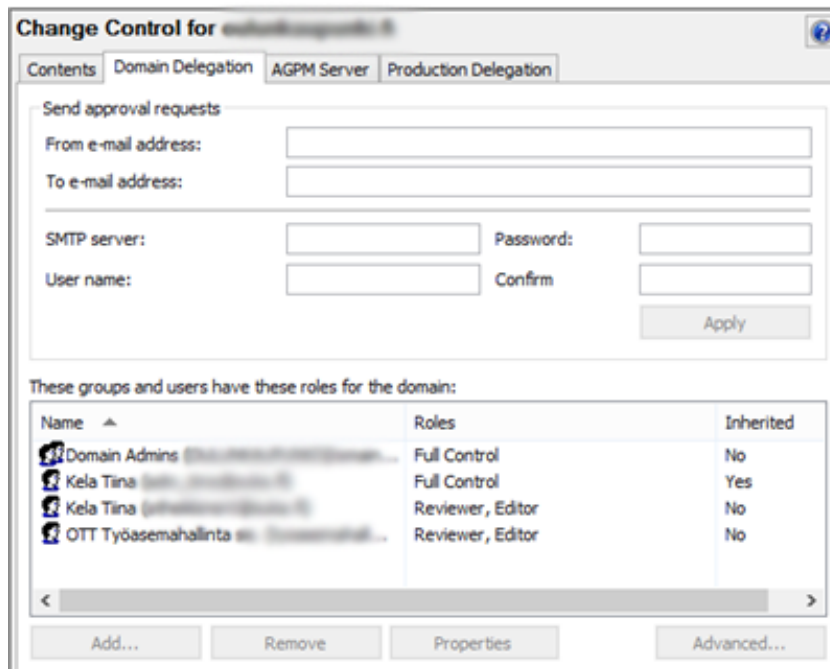 Change Control for
Contents Domain Delegation AGPM Server Production Delegation
Send approval requests
From e-mail address:
To e-mail address:
SMTP server: Password:
User name: Confirm
Apply
These groups and users have these roles for the domain:
Name Roles Inherited
Domain Admins ... Full Control No
Kela Tiina Full Control Yes
Kela Tiina Reviewer, Editor No
OTT Työasemahallinta ... Reviewer, Editor No
Add... Remove Properties Advanced...